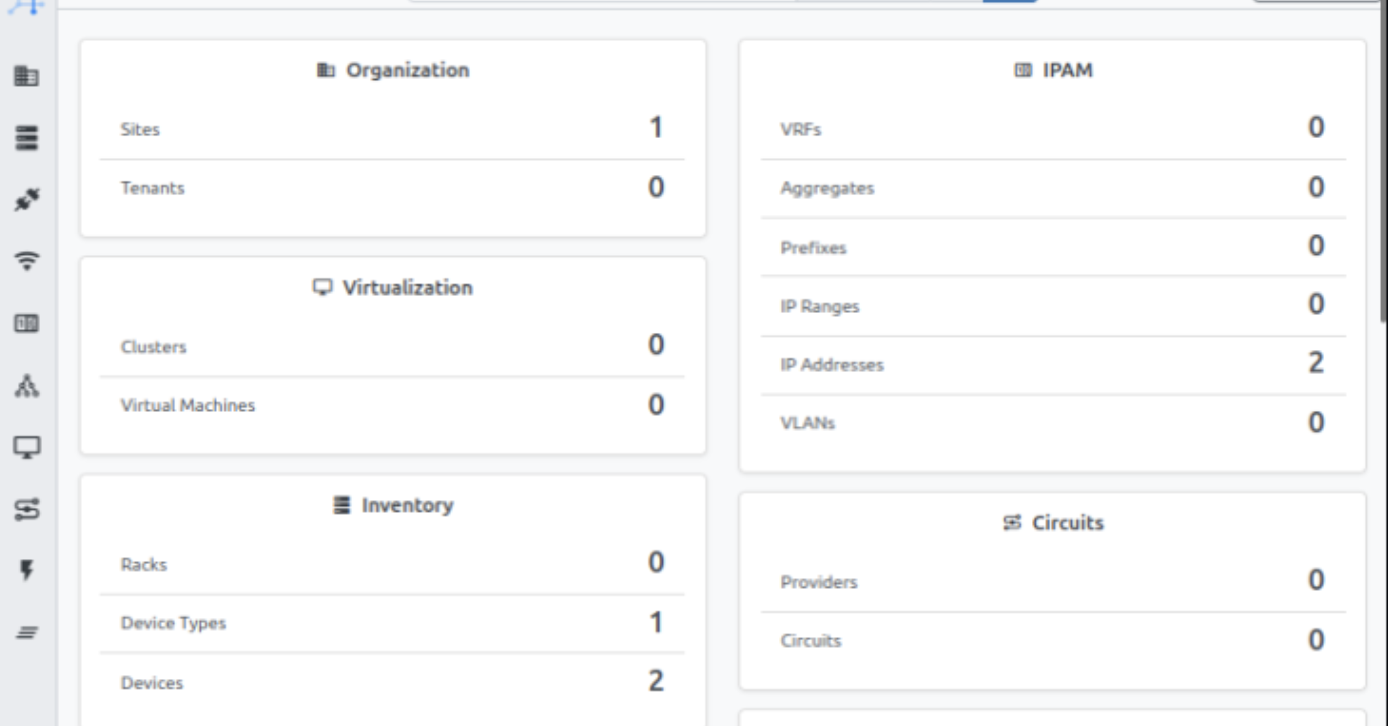 Organization
Sites 1
Tenants 0
Virtualization
Clusters 0
Virtual Machines 0
Inventory
Racks 0
Device Types 1
Devices 2
IPAM
VRFs 0
Aggregates 0
Prefixes 0
IP Ranges 0
IP Addresses 2
VLANs 0
Circuits
Providers 0
Circuits 0